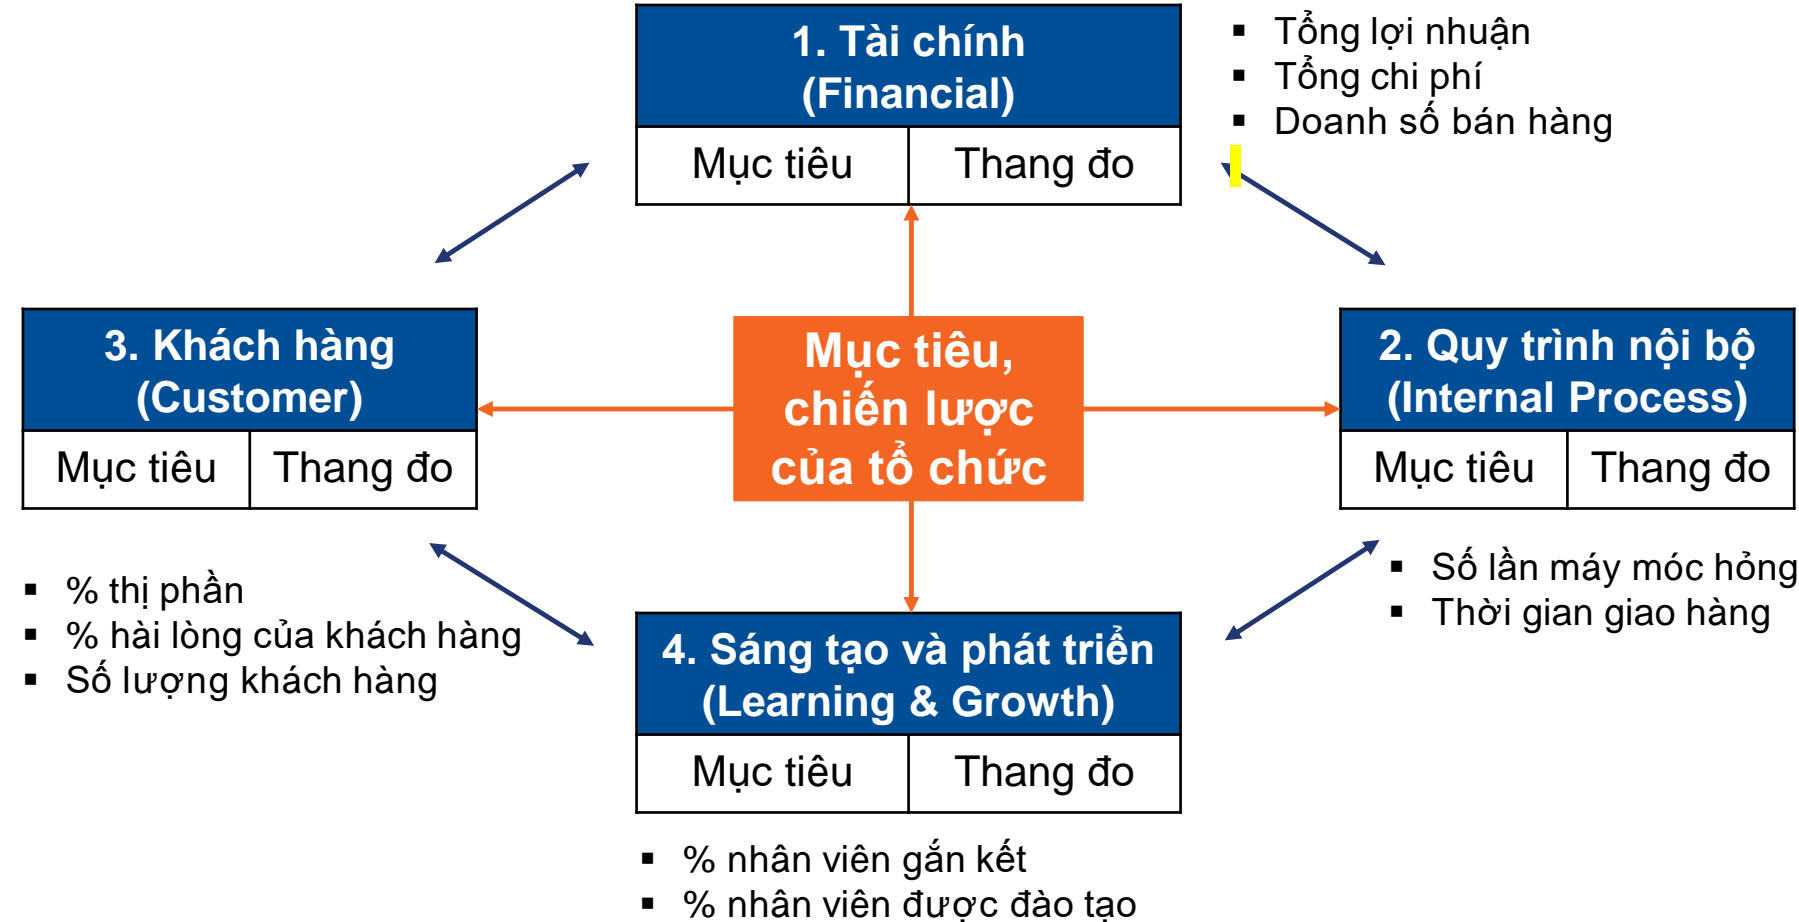 1. Tài chính
(Financial)
Mục tiêu
Thang đo
▪ Tổng lợi nhuận
▪ Tổng chi phí
▪ Doanh số bán hàng
3. Khách hàng
(Customer)
Mục tiêu
Thang đo
▪ % thị phần
▪ % hài lòng của khách hàng
▪ Số lượng khách hàng
Mục tiêu,
chiến lược
của tổ chức
2. Quy trình nội bộ
(Internal Process)
Mục tiêu
Thang đo
▪ Số lần máy móc hỏng
▪ Thời gian giao hàng
4. Sáng tạo và phát triển
(Learning & Growth)
Mục tiêu
Thang đo
▪ % nhân viên gắn kết
▪ % nhân viên được đào tạo